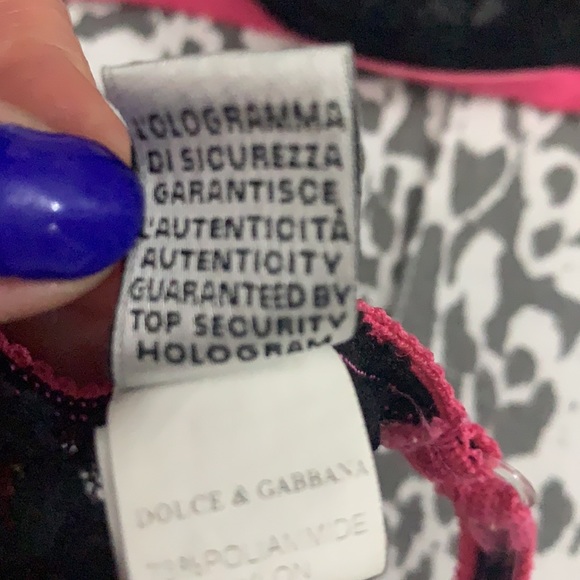 L'OLOGRAMMA
DI SICUREZZA
GARANTISCE
L'AUTENTICITÀ
AUTENTICITY
GUARANTEED BY
TOP SECURITY
HOLOGRAM
DOLCE & GABBANA